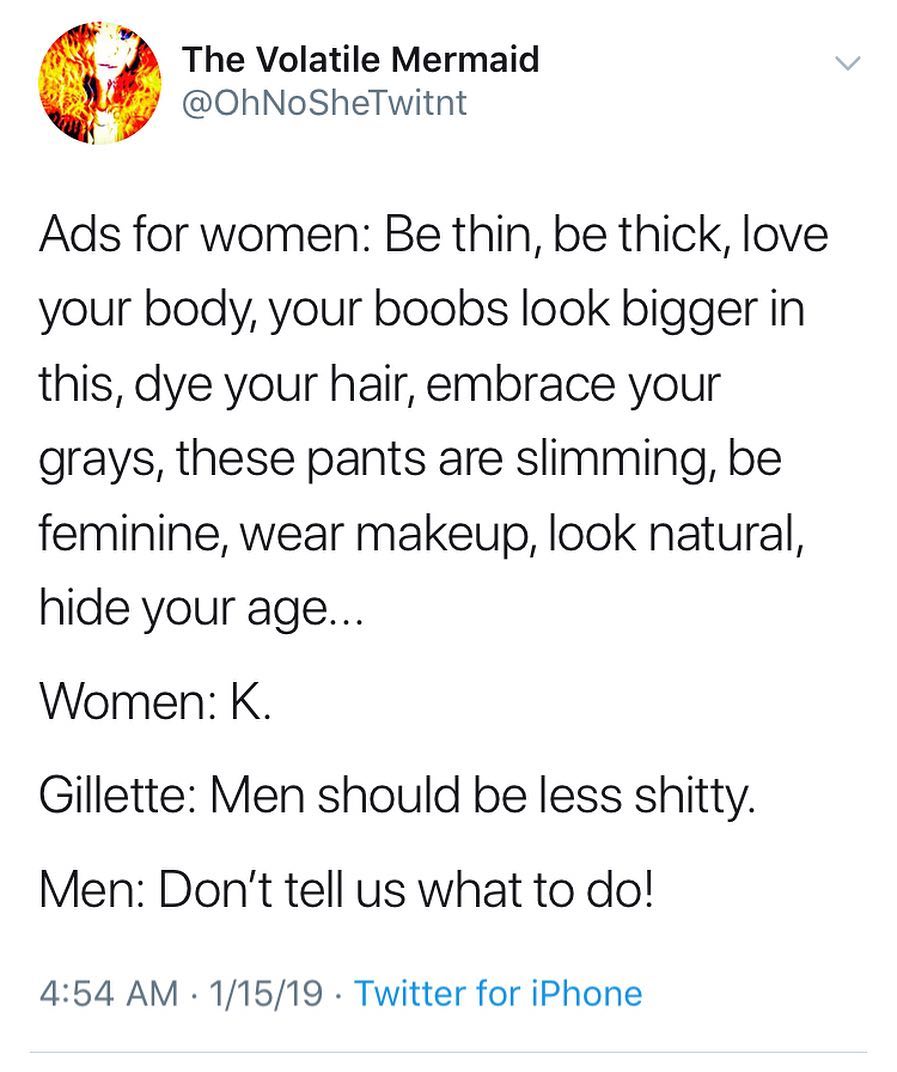 The Volatile Mermaid
@OhNoSheTwitnt
Ads for women: Be thin, be thick, love
your body, your boobs look bigger in
this, dye your hair, embrace your
grays, these pants are slimming, be
feminine, wear makeup, look natural,
hide your age...
Women: K.
Gillette: Men should be less shitty.
Men: Don't tell us what to do!
4:54 AM · 1/15/19 · Twitter for iPhone